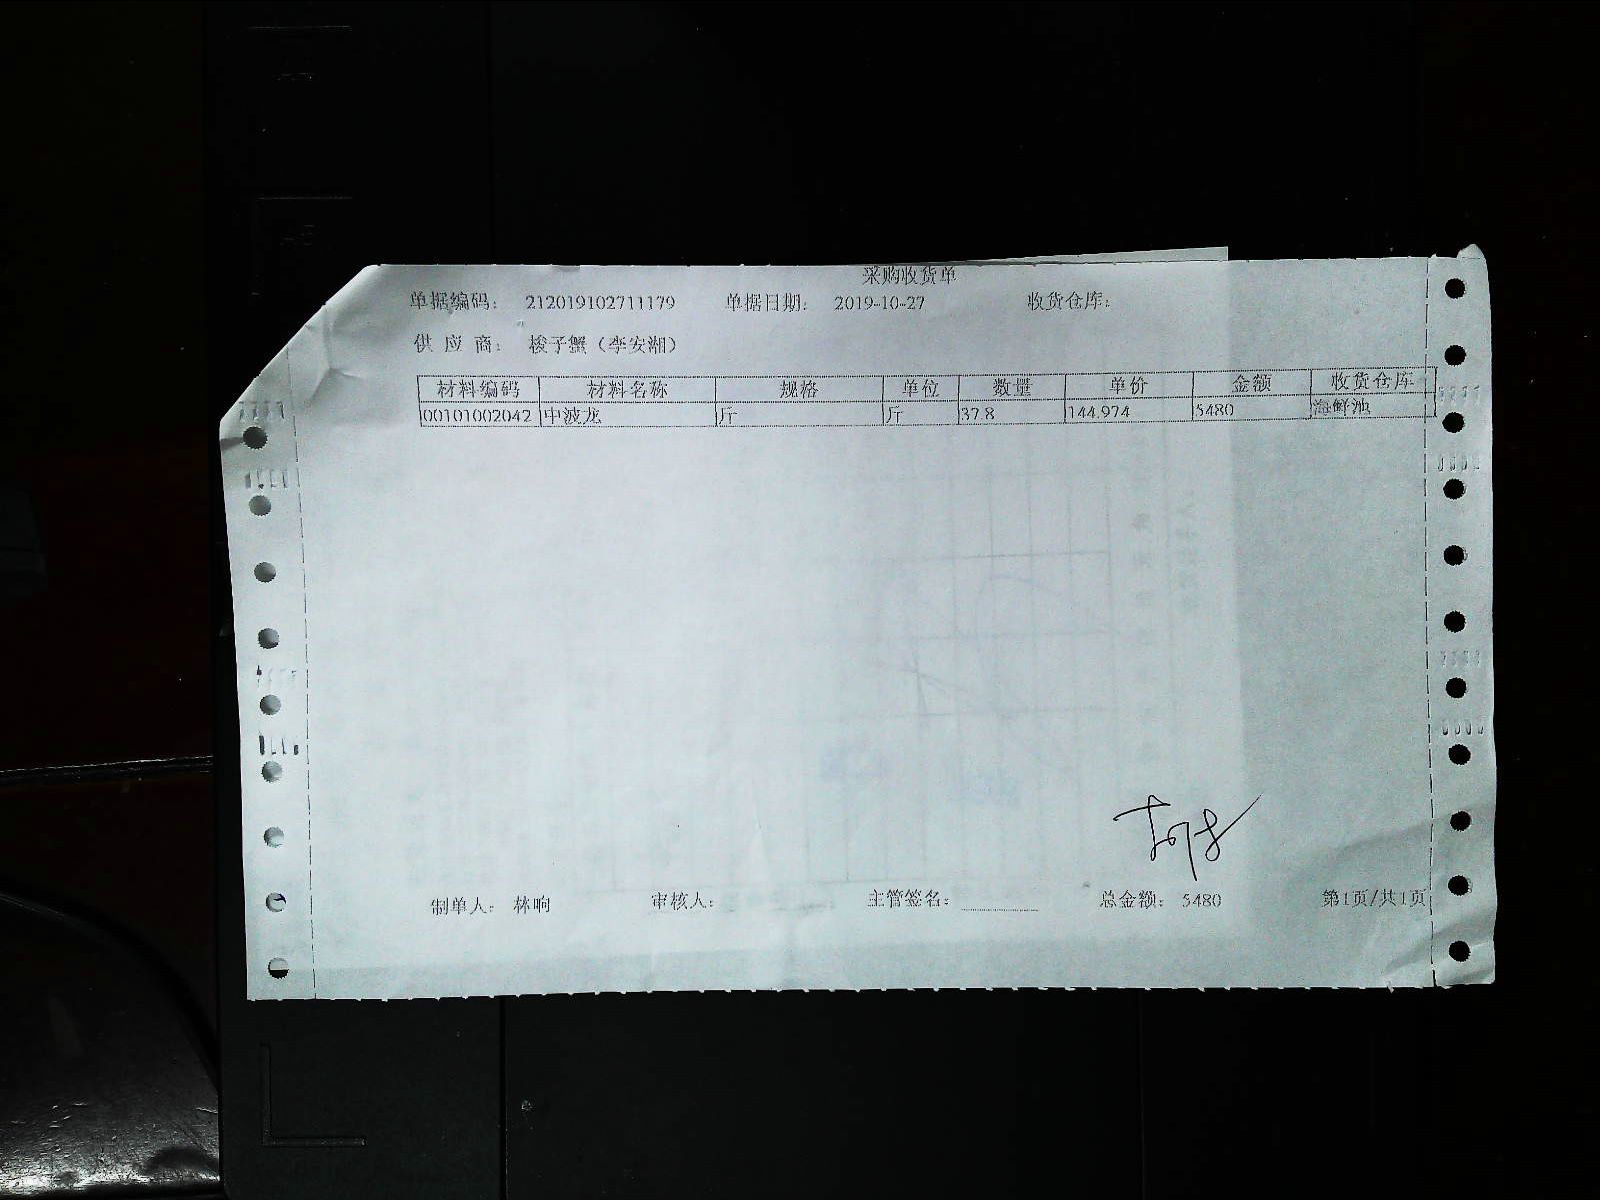 采购收货单
单据编码： 212019102711179 单据日期： 2019-10-27 收货仓库：
供 应 商： 梭子蟹（李安湘）
材料编码 材料名称 规格 单位 数量 单价 金额 收货仓库
00101002042 中波龙 斤 斤 37.8 144.974 5480 海鲜池
制单人： 林响 审核人： 主管签名： 总金额： 5480 第1页/共1页